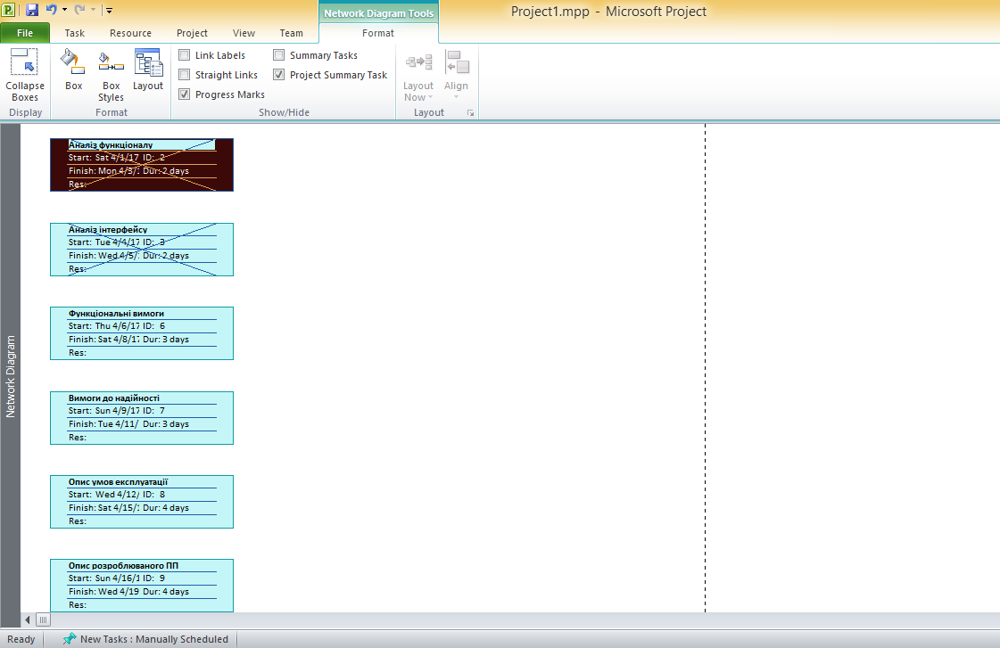 Network Diagram Tools
Project1.mpp - Microsoft Project
File Task Resource Project View Team Format
Collapse Boxes
Box
Box Styles
Layout
Link Labels
Straight Links
Progress Marks
Summary Tasks
Project Summary Task
Layout Now
Align
Display Format Show/Hide Layout
Network Diagram
Аналіз функціоналу
Start: Sat 4/1/17 ID: 2
Finish: Mon 4/3/1 Dur: 2 days
Res:
Аналіз інтерфейсу
Start: Tue 4/4/17 ID: 3
Finish: Wed 4/5/1 Dur: 2 days
Res:
Функціональні вимоги
Start: Thu 4/6/17 ID: 6
Finish: Sat 4/8/17 Dur: 3 days
Res:
Вимоги до надійності
Start: Sun 4/9/17 ID: 7
Finish: Tue 4/11/ Dur: 3 days
Res:
Опис умов експлуатації
Start: Wed 4/12/ ID: 8
Finish: Sat 4/15/1 Dur: 4 days
Res:
Опис розроблюваного ПП
Start: Sun 4/16/1 ID: 9
Finish: Wed 4/19 Dur: 4 days
Res:
Ready New Tasks : Manually Scheduled